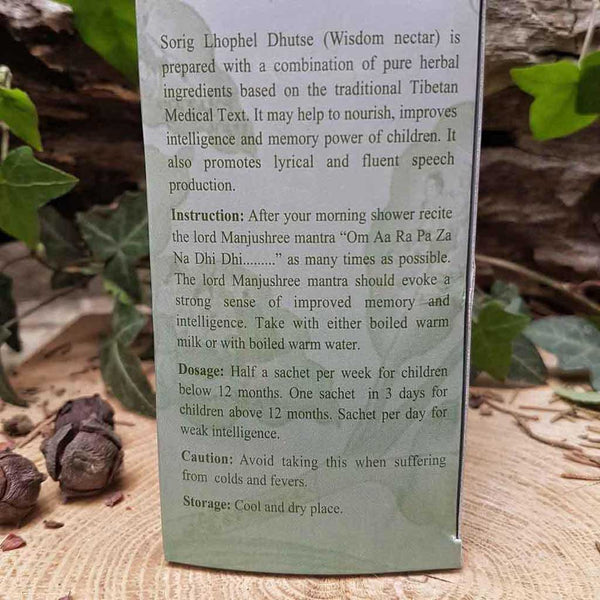 Sorig Lhophel Dhutse (Wisdom nectar) is
prepared with a combination of pure herbal
ingredients based on the traditional Tibetan
Medical Text. It may help to nourish, improves
intelligence and memory power of children. It
also promotes lyrical and fluent speech
production.
Instruction: After your morning shower recite
the lord Manjushree mantra “Om Aa Ra Pa Za
Na Dhi Dhi.........” as many times as possible.
The lord Manjushree mantra should evoke a
strong sense of improved memory and
intelligence. Take with either boiled warm
milk or with boiled warm water.
Dosage: Half a sachet per week for children
below 12 months. One sachet in 3 days for
children above 12 months. Sachet per day for
weak intelligence.
Caution: Avoid taking this when suffering
from colds and fevers.
Storage: Cool and dry place.